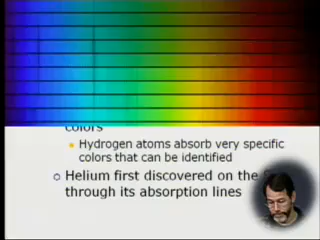 colors
Hydrogen atoms absorb very specific
colors that can be identified
Helium first discovered on the
through its absorption lines